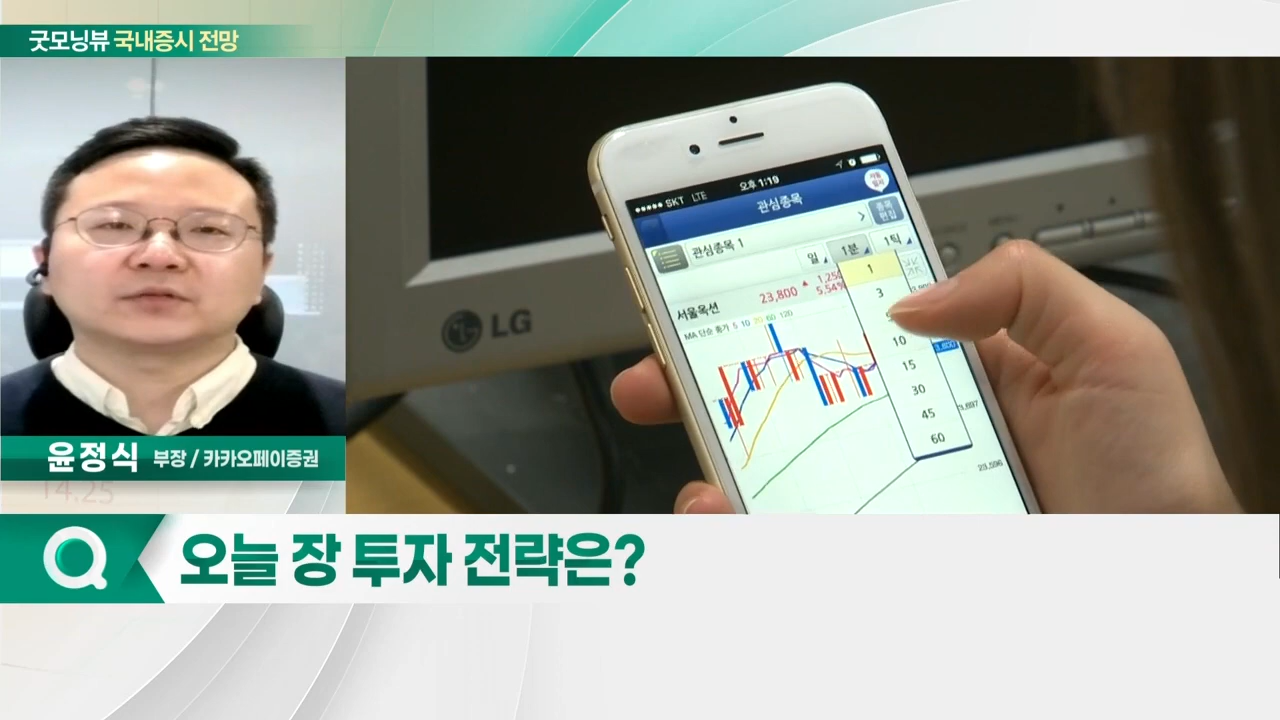 굿모닝뷰 국내증시 전망
SKT LTE 오후 1:19
관심종목
종목
편집
관심종목 1
일 1분 1틱
서울옥션 23,800 ▲
5.54%
MA 단순 종가 5 10 20 60 120
1
3
10
15
30
45
60
3,697
23,596
LG
윤정식 부장 / 카카오페이증권
14.25
Q 오늘 장 투자 전략은?